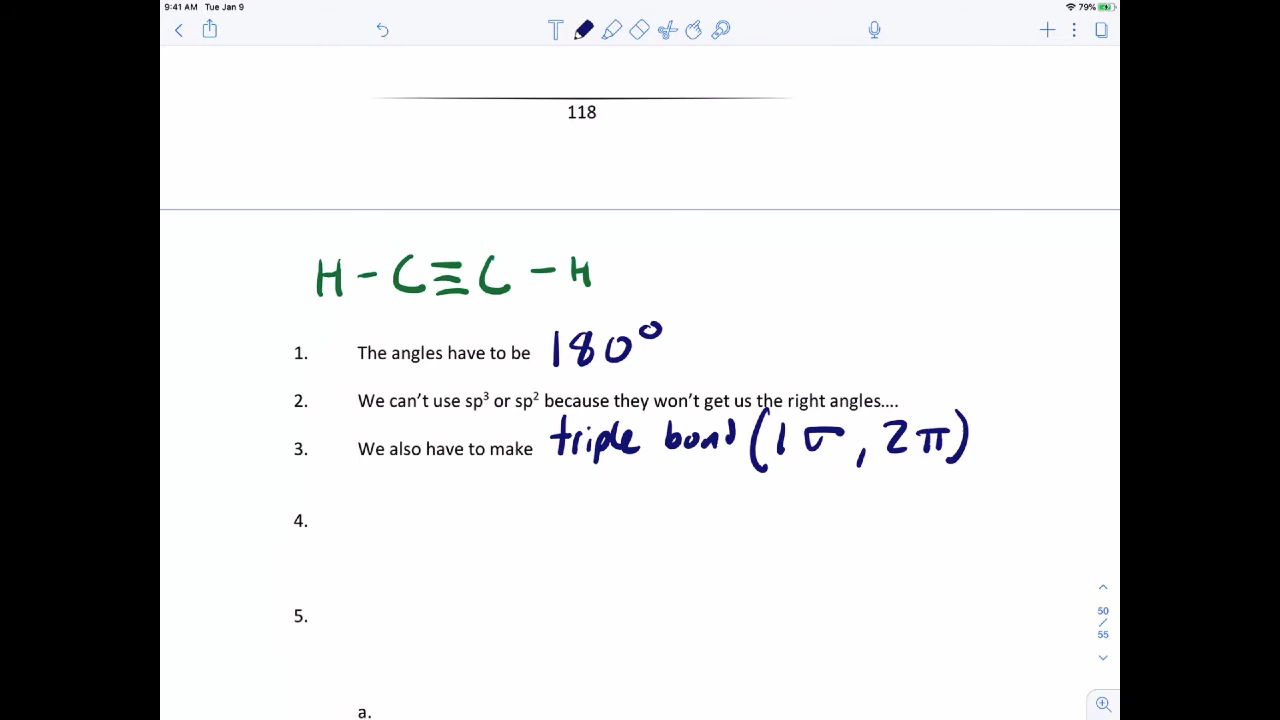 9:41 AM Tue Jan 9
79%
T
118
H - C ≡ C - H
1. The angles have to be 180°
2. We can't use sp³ or sp² because they won't get us the right angles....
3. We also have to make triple bond (1 σ, 2 π)
4.
5.
50
/
55
a.